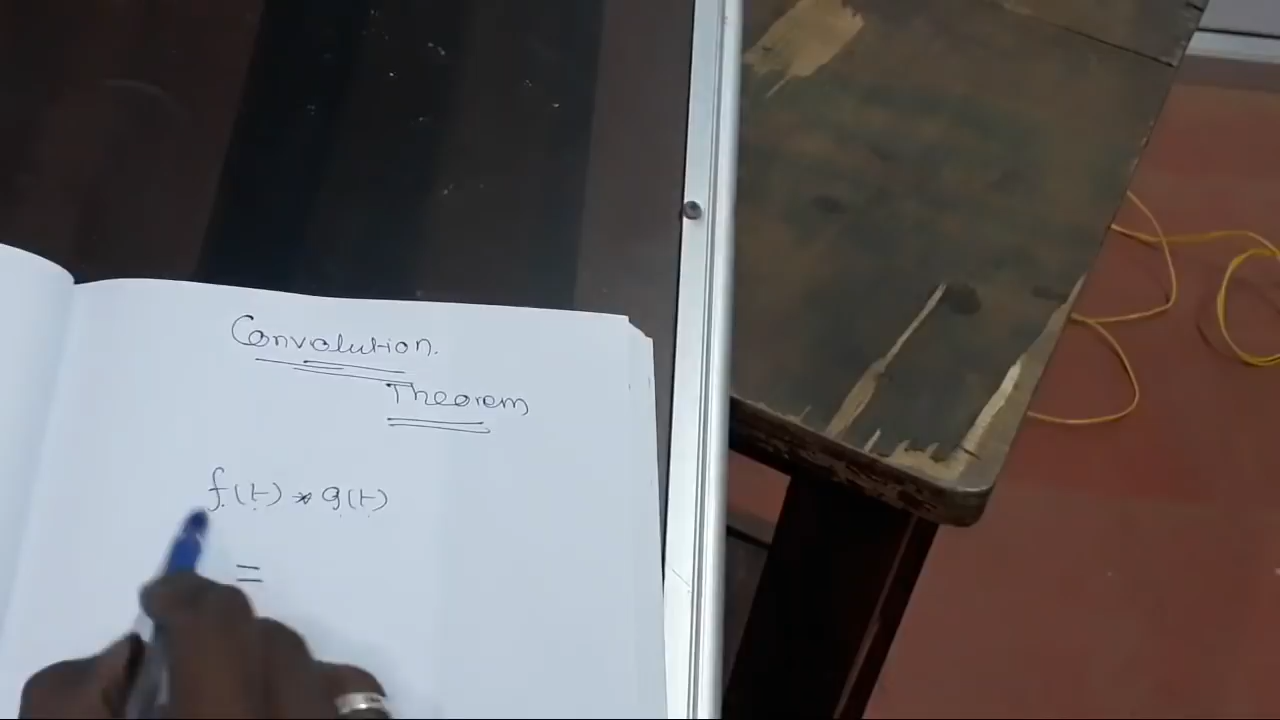 Convolution.
Theorem
f(t) * g(t)
=